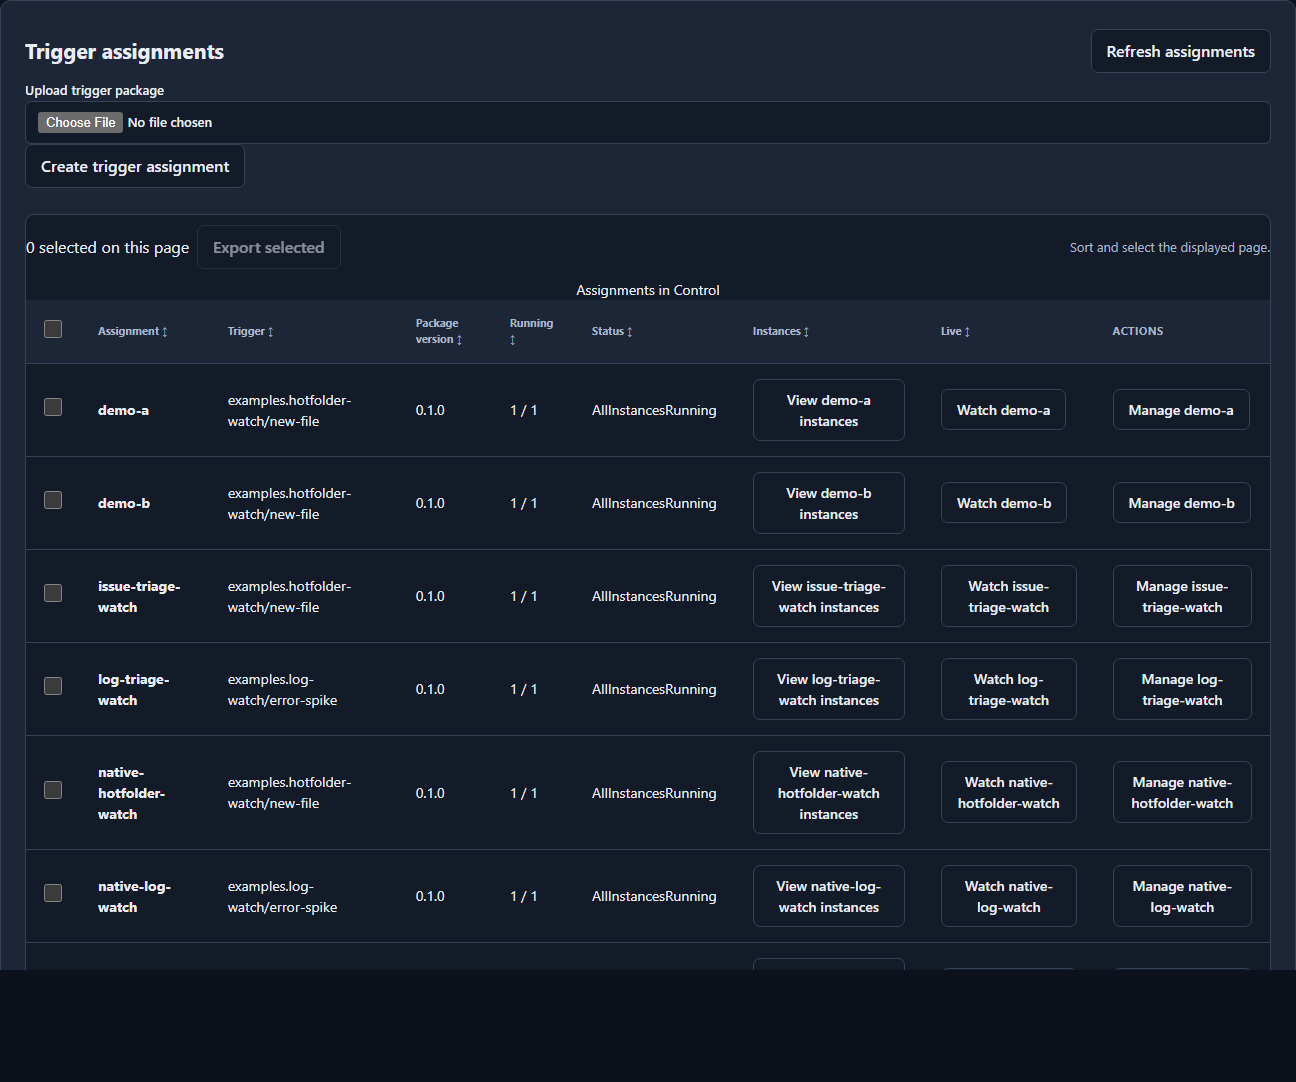 Trigger assignments
Refresh assignments
Upload trigger package
Choose File No file chosen
Create trigger assignment
0 selected on this page
Export selected
Sort and select the displayed page.
Assignments in Control
Assignment ↕ Trigger ↕ Package version ↕ Running ↕ Status ↕ Instances ↕ Live ↕ ACTIONS
demo-a
examples.hotfolder-
watch/new-file
0.1.0
1 / 1
AllInstancesRunning
View demo-a
instances
Watch demo-a
Manage demo-a
demo-b
examples.hotfolder-
watch/new-file
0.1.0
1 / 1
AllInstancesRunning
View demo-b
instances
Watch demo-b
Manage demo-b
issue-triage-
watch
examples.hotfolder-
watch/new-file
0.1.0
1 / 1
AllInstancesRunning
View issue-triage-
watch instances
Watch issue-
triage-watch
Manage issue-
triage-watch
log-triage-
watch
examples.log-
watch/error-spike
0.1.0
1 / 1
AllInstancesRunning
View log-triage-
watch instances
Watch log-
triage-watch
Manage log-
triage-watch
native-
hotfolder-
watch
examples.hotfolder-
watch/new-file
0.1.0
1 / 1
AllInstancesRunning
View native-
hotfolder-watch
instances
Watch native-
hotfolder-watch
Manage native-
hotfolder-watch
native-log-
watch
examples.log-
watch/error-spike
0.1.0
1 / 1
AllInstancesRunning
View native-log-
watch instances
Watch native-
log-watch
Manage native-
log-watch